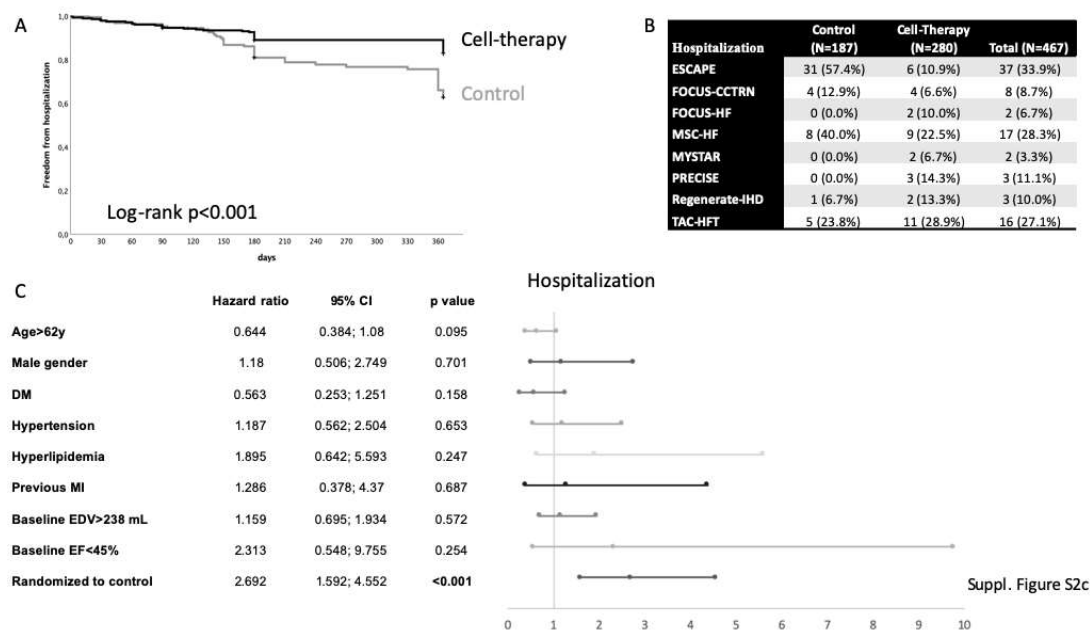 A
1,0
0,8
0,6
0,4
0,2
0,0
Freedom from hospitalization
Cell-therapy
Control
Log-rank p<0.001
0 30 60 90 120 150 180 210 240 270 300 330 360
days
B
Hospitalization Control (N=187) Cell-Therapy (N=280) Total (N=467)
ESCAPE 31 (57.4%) 6 (10.9%) 37 (33.9%)
FOCUS-CCTRN 4 (12.9%) 4 (6.6%) 8 (8.7%)
FOCUS-HF 0 (0.0%) 2 (10.0%) 2 (6.7%)
MSC-HF 8 (40.0%) 9 (22.5%) 17 (28.3%)
MYSTAR 0 (0.0%) 2 (6.7%) 2 (3.3%)
PRECISE 0 (0.0%) 3 (14.3%) 3 (11.1%)
Regenerate-IHD 1 (6.7%) 2 (13.3%) 3 (10.0%)
TAC-HFT 5 (23.8%) 11 (28.9%) 16 (27.1%)
C
Hazard ratio 95% CI p value
Age>62y 0.644 0.384; 1.08 0.095
Male gender 1.18 0.506; 2.749 0.701
DM 0.563 0.253; 1.251 0.158
Hypertension 1.187 0.562; 2.504 0.653
Hyperlipidemia 1.895 0.642; 5.593 0.247
Previous MI 1.286 0.378; 4.37 0.687
Baseline EDV>238 mL 1.159 0.695; 1.934 0.572
Baseline EF<45% 2.313 0.548; 9.755 0.254
Randomized to control 2.692 1.592; 4.552 <0.001
Hospitalization
0 1 2 3 4 5 6 7 8 9 10
Suppl. Figure S2c